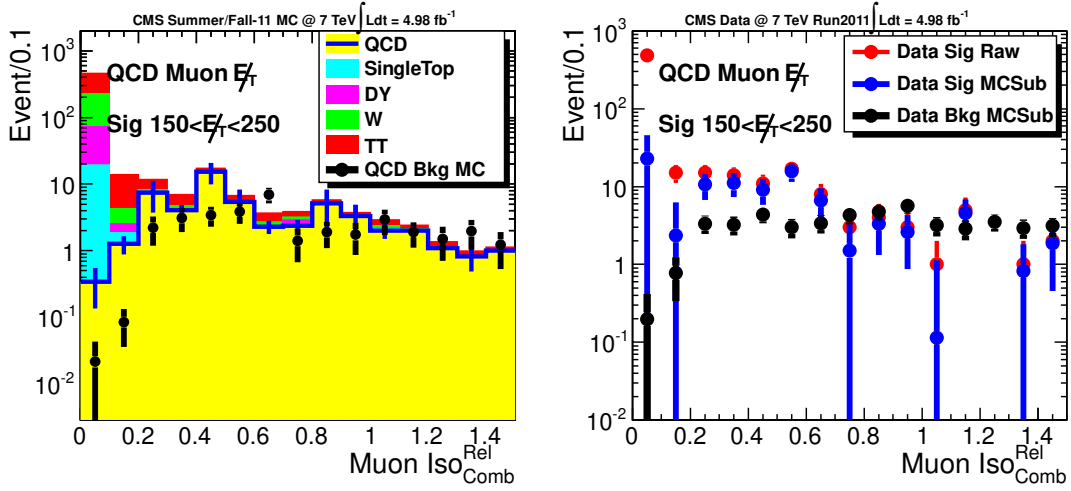 CMS Summer/Fall-11 MC @ 7 TeV ∫ Ldt = 4.98 fb⁻¹
Event/0.1
10³
10²
10
1
10⁻¹
10⁻²
QCD Muon E̸_T
Sig 150<E̸_T<250
QCD
SingleTop
DY
W
TT
QCD Bkg MC
0 0.2 0.4 0.6 0.8 1 1.2 1.4
Muon Iso^Rel_Comb
CMS Data @ 7 TeV Run2011 ∫ Ldt = 4.98 fb⁻¹
Event/0.1
10³
10²
10
1
10⁻¹
10⁻²
QCD Muon E̸_T
Sig 150<E̸_T<250
Data Sig Raw
Data Sig MCSub
Data Bkg MCSub
0 0.2 0.4 0.6 0.8 1 1.2 1.4
Muon Iso^Rel_Comb